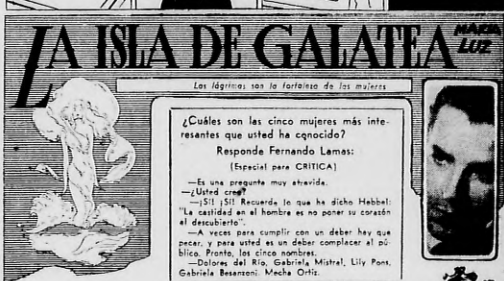 LA ISLA DE GALATEA
MARIA
LUZ
Las lágrimas son la fortaleza de las mujeres
¿Cuáles son las cinco mujeres más inte-
resantes que usted ha conocido?
Responde Fernando Lamas:
(Especial para CRITICA)
—Es una pregunta muy atrevida.
—¿Usted cree?
—¡Sí! ¡Sí! Recuerde lo que ha dicho Hebbel:
"La castidad en el hombre es no poner su corazón
al descubierto".
—A veces para cumplir con un deber hay que
pecar, y para usted es un deber complacer al pú-
blico. Pronto, los cinco nombres.
—Dolores del Río, Gabriela Mistral, Lily Pons,
Gabriela Besanzoni, Mecha Ortiz.